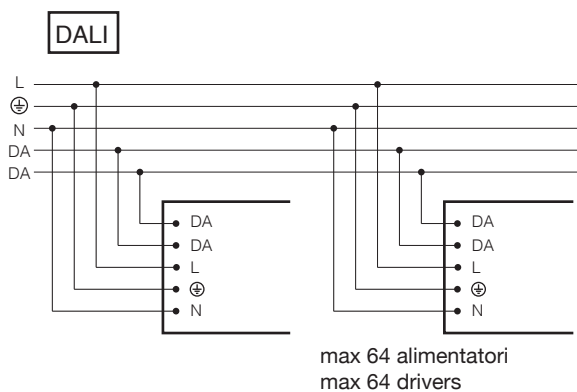 DALI
L
⏚
N
DA
DA
DA
DA
L
⏚
N
DA
DA
L
⏚
N
max 64 alimentatori
max 64 drivers